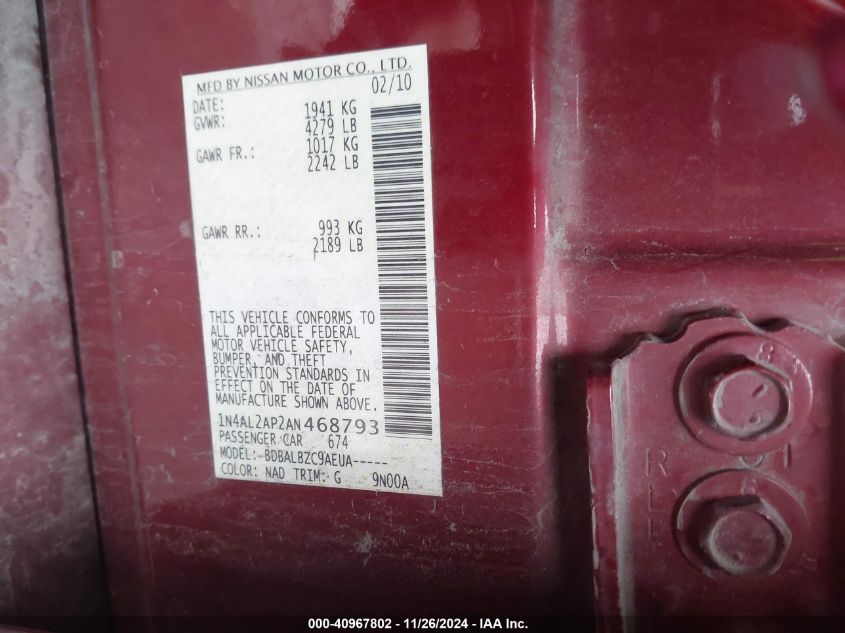 MFD BY NISSAN MOTOR CO., LTD.
DATE: 02/10
GVWR: 1941 KG
4279 LB
GAWR FR.: 1017 KG
2242 LB
GAWR RR.: 993 KG
2189 LB
THIS VEHICLE CONFORMS TO
ALL APPLICABLE FEDERAL
MOTOR VEHICLE SAFETY,
BUMPER, AND THEFT
PREVENTION STANDARDS IN
EFFECT ON THE DATE OF
MANUFACTURE SHOWN ABOVE.
1N4AL2AP2AN468793
PASSENGER CAR 674
MODEL:-BDBALBZC9AEUA-----
COLOR: NAD TRIM: G 9N00A
000-40967802 - 11/26/2024 - IAA Inc.